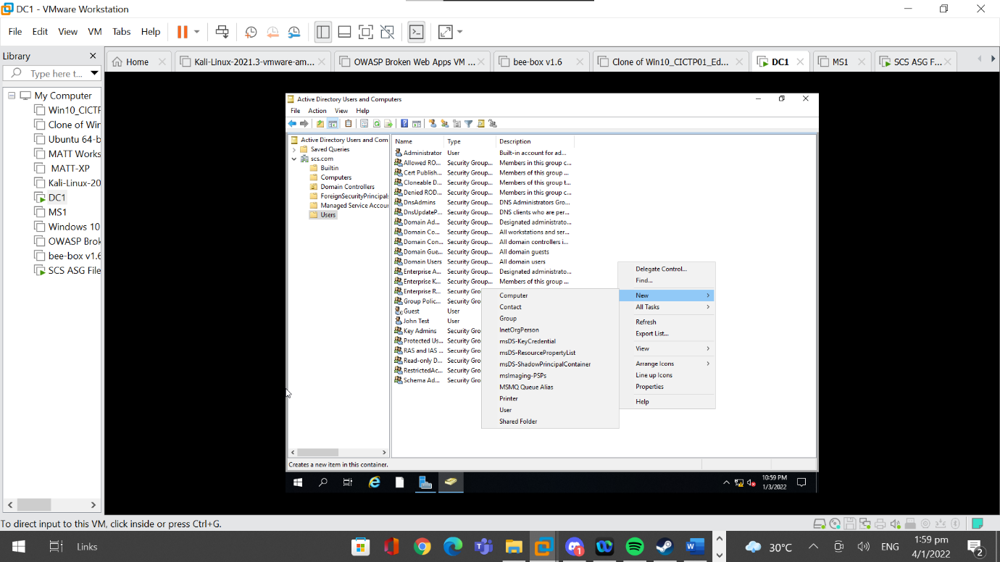 DC1 - VMware Workstation
File Edit View VM Tabs Help
Library
Type here t...
Home
Kali-Linux-2021.3-vmware-am...
OWASP Broken Web Apps VM ...
bee-box v1.6
Clone of Win10_CICTP01_Ed...
DC1
MS1
SCS ASG F...
My Computer
Win10_CICTF
Clone of Wir
Ubuntu 64-b
MATT Works
MATT-XP
Kali-Linux-20
DC1
MS1
Windows 10
OWASP Brok
bee-box v1.6
SCS ASG File
Active Directory Users and Computers
File Action View Help
Active Directory Users and Com
Saved Queries
scs.com
Builtin
Computers
Domain Controllers
ForeignSecurityPrincipals
Managed Service Accour
Users
Name Type Description
Administrator User Built-in account for ad...
Allowed RO... Security Group... Members in this group c...
Cert Publish... Security Group... Members of this group ...
Cloneable D... Security Group... Members of this group t...
Denied ROD... Security Group... Members in this group c...
DnsAdmins Security Group... DNS Administrators Gro...
DnsUpdateP... Security Group... DNS clients who are per...
Domain Ad... Security Group... Designated administrato...
Domain Co... Security Group... All workstations and ser...
Domain Con... Security Group... All domain controllers i...
Domain Gue... Security Group... All domain guests
Domain Users Security Group... All domain users
Enterprise A... Security Group... Designated administrato...
Enterprise K... Security Group... Members of this group ...
Enterprise R... Security Gro
Group Polic... Security Gro
Guest User
John Test User
Key Admins Security Gro
Protected Us... Security Gro
RAS and IAS ... Security Gro
Read-only D... Security Gro
RestrictedAc... Security Gro
Schema Ad... Security Gro
Computer
Contact
Group
InetOrgPerson
msDS-KeyCredential
msDS-ResourcePropertyList
msDS-ShadowPrincipalContainer
msImaging-PSPs
MSMQ Queue Alias
Printer
User
Shared Folder
Delegate Control...
Find...
New
All Tasks
Refresh
Export List...
View
Arrange Icons
Line up Icons
Properties
Help
Creates a new item in this container.
10:59 PM
1/3/2022
To direct input to this VM, click inside or press Ctrl+G.
Links
1
30°C
ENG
1:59 pm
4/1/2022
2